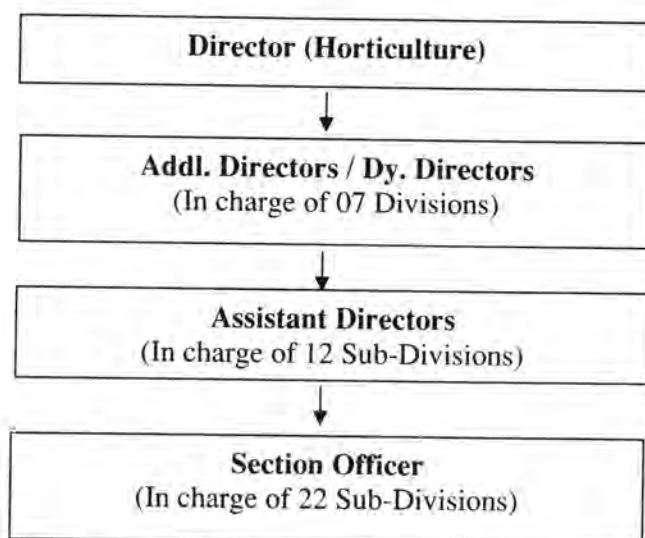 Director (Horticulture)
Addl. Directors / Dy. Directors
(In charge of 07 Divisions)
Assistant Directors
(In charge of 12 Sub-Divisions)
Section Officer
(In charge of 22 Sub-Divisions)